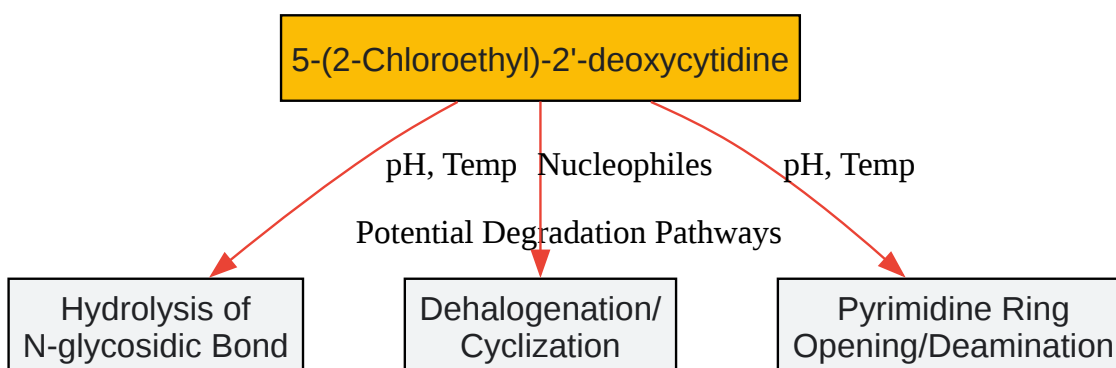 5-(2-Chloroethyl)-2'-deoxycytidine
pH, Temp
Nucleophiles
pH, Temp
Potential Degradation Pathways
Hydrolysis of
N-glycosidic Bond
Dehalogenation/
Cyclization
Pyrimidine Ring
Opening/Deamination